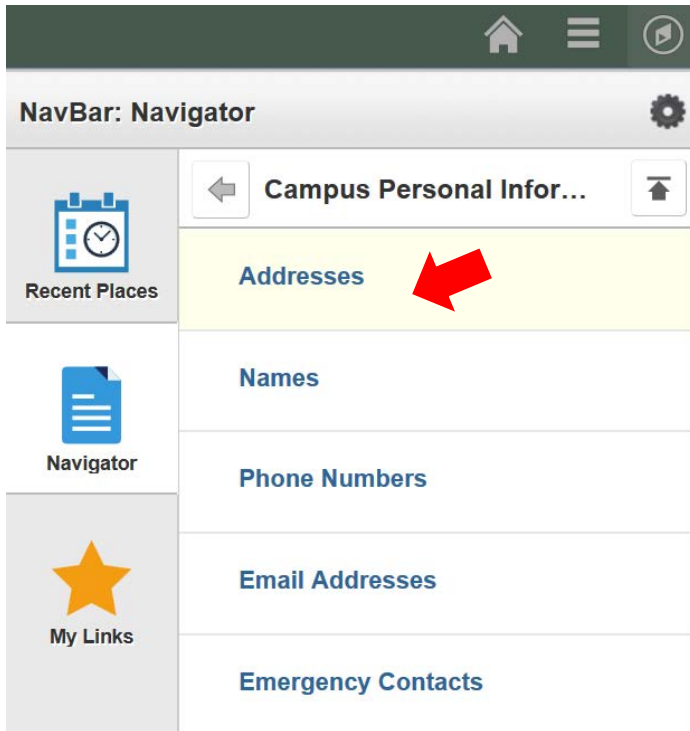 NavBar: Navigator
Campus Personal Infor...
Recent Places
Addresses
Names
Navigator
Phone Numbers
Email Addresses
My Links
Emergency Contacts